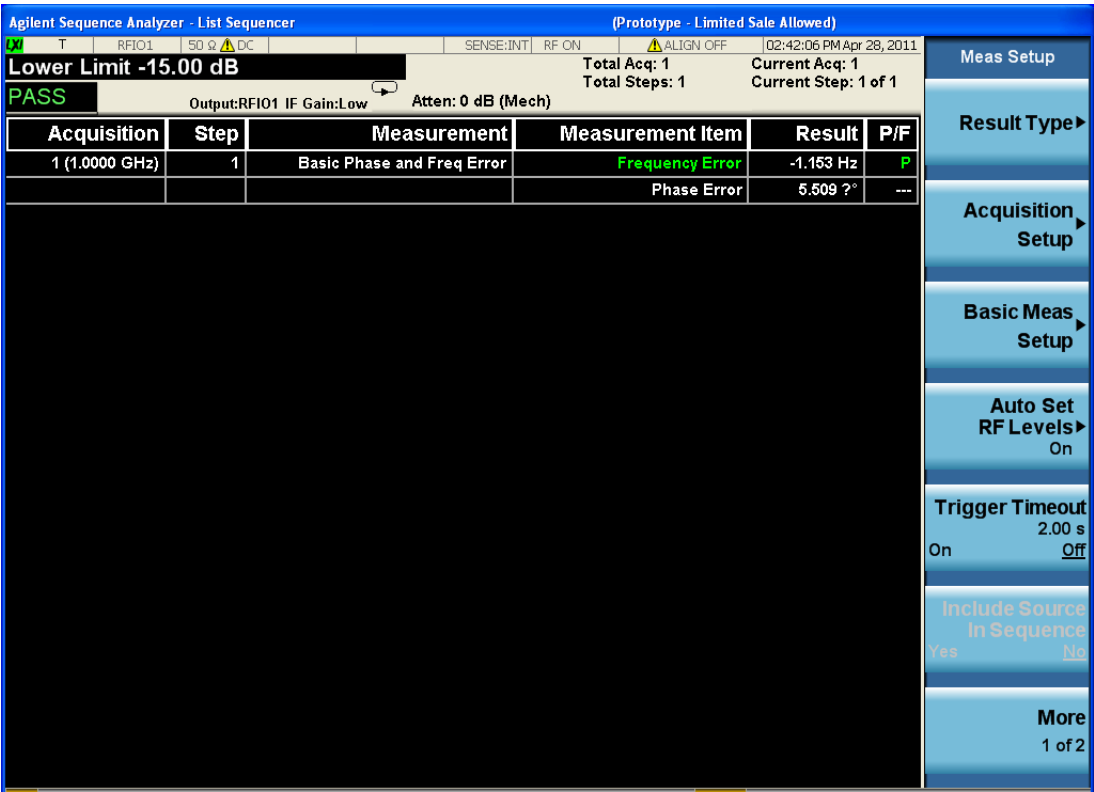 Agilent Sequence Analyzer - List Sequencer (Prototype - Limited Sale Allowed)
LXI T RFIO1 50 Ω DC SENSE:INT RF ON ALIGN OFF 02:42:06 PM Apr 28, 2011
Lower Limit -15.00 dB
Total Acq: 1 Current Acq: 1
Total Steps: 1 Current Step: 1 of 1
PASS
Output:RFIO1 IF Gain:Low Atten: 0 dB (Mech)
Acquisition Step Measurement Measurement Item Result P/F
1 (1.0000 GHz) 1 Basic Phase and Freq Error Frequency Error -1.153 Hz P
Phase Error 5.509 ?° ---
Meas Setup
Result Type
Acquisition
Setup
Basic Meas
Setup
Auto Set
RF Levels
On
Trigger Timeout
2.00 s
On Off
Include Source
In Sequence
Yes No
More
1 of 2